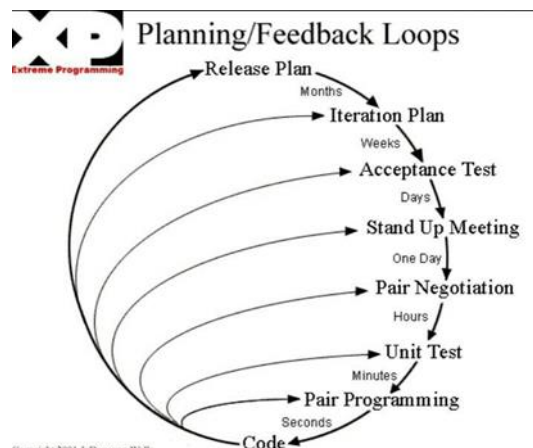 XP
Extreme Programming
Planning/Feedback Loops
Release Plan
Months
Iteration Plan
Weeks
Acceptance Test
Days
Stand Up Meeting
One Day
Pair Negotiation
Hours
Unit Test
Minutes
Pair Programming
Seconds
Code